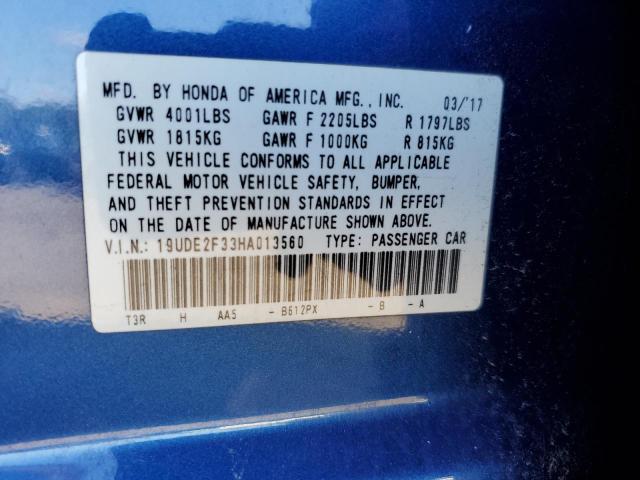 MFD. BY HONDA OF AMERICA MFG., INC. 03/'17
GVWR 4001LBS GAWR F 2205LBS R 1797LBS
GVWR 1815KG GAWR F 1000KG R 815KG
THIS VEHICLE CONFORMS TO ALL APPLICABLE
FEDERAL MOTOR VEHICLE SAFETY, BUMPER,
AND THEFT PREVENTION STANDARDS IN EFFECT
ON THE DATE OF MANUFACTURE SHOWN ABOVE.
V.I.N.: 19UDE2F33HA013560 TYPE: PASSENGER CAR
T3R H AA5 - B612PX - B - A